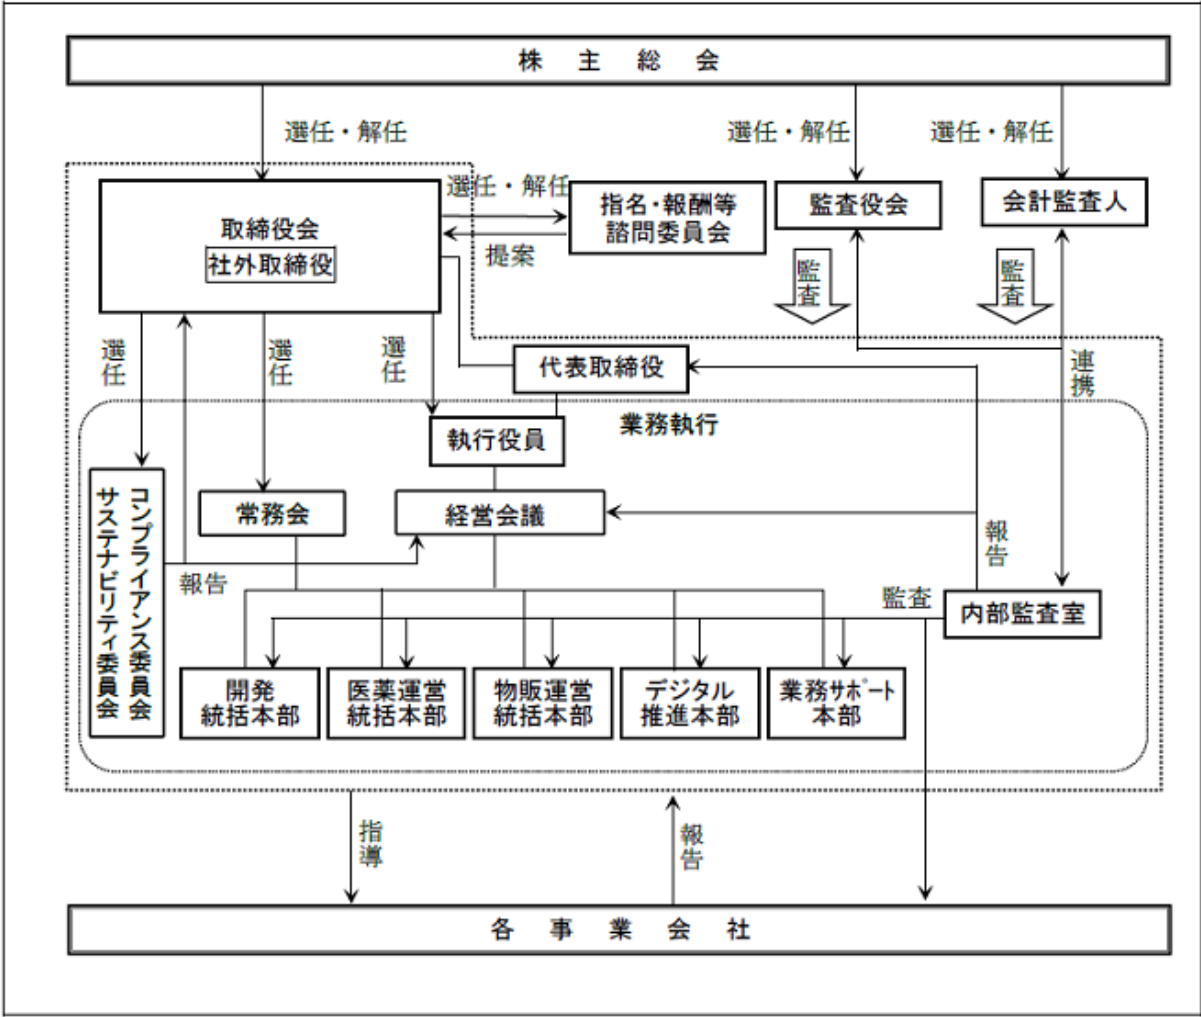 株主総会
選任・解任
選任・解任
選任・解任
取締役会
社外取締役
選任・解任
提案
指名・報酬等
諮問委員会
監査役会
会計監査人
監査
監査
選任
選任
選任
代表取締役
連携
業務執行
執行役員
コンプライアンス委員会
サステナビリティ委員会
常務会
経営会議
報告
報告
監査
内部監査室
開発
統括本部
医薬運営
統括本部
物販運営
統括本部
デジタル
推進本部
業務ｻﾎﾟｰﾄ
本部
指導
報告
各事業会社